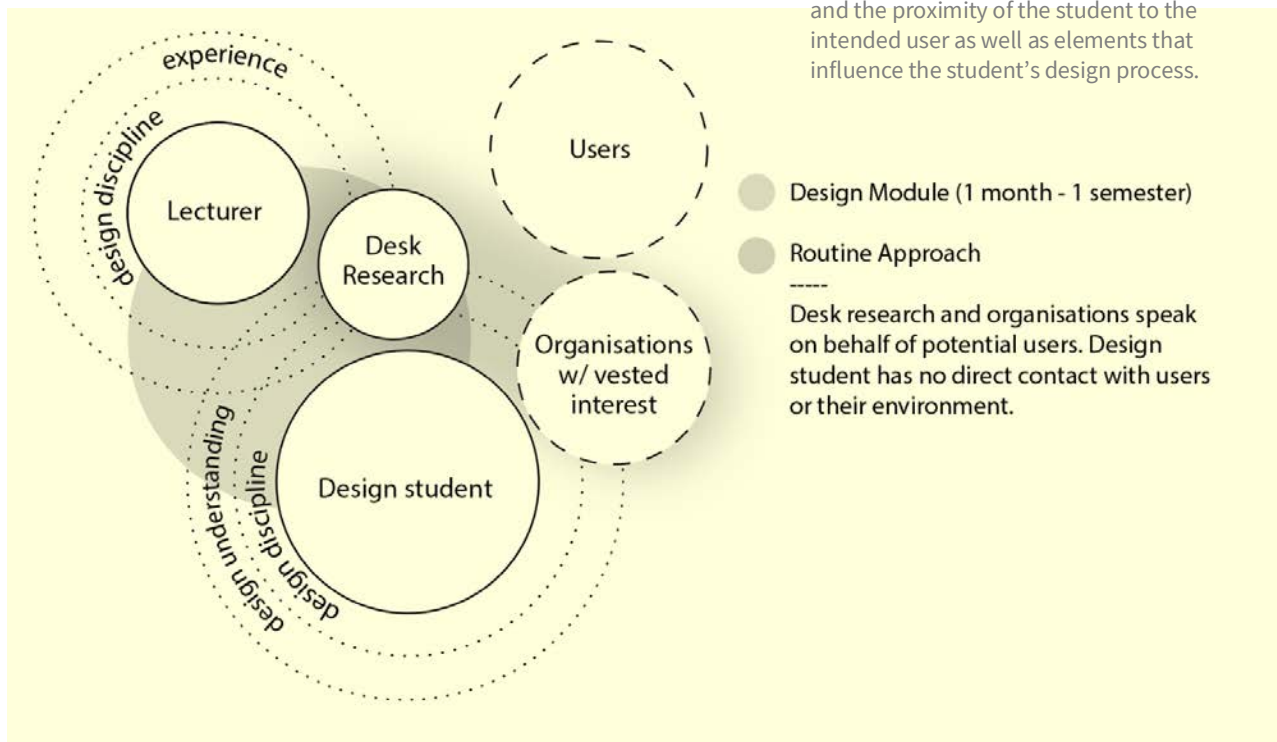 and the proximity of the student to the
intended user as well as elements that
influence the student’s design process.
experience
design discipline
Lecturer
Desk
Research
Users
Organisations
w/ vested
interest
Design student
design understanding
design discipline
Design Module (1 month - 1 semester)
Routine Approach
-----
Desk research and organisations speak
on behalf of potential users. Design
student has no direct contact with users
or their environment.